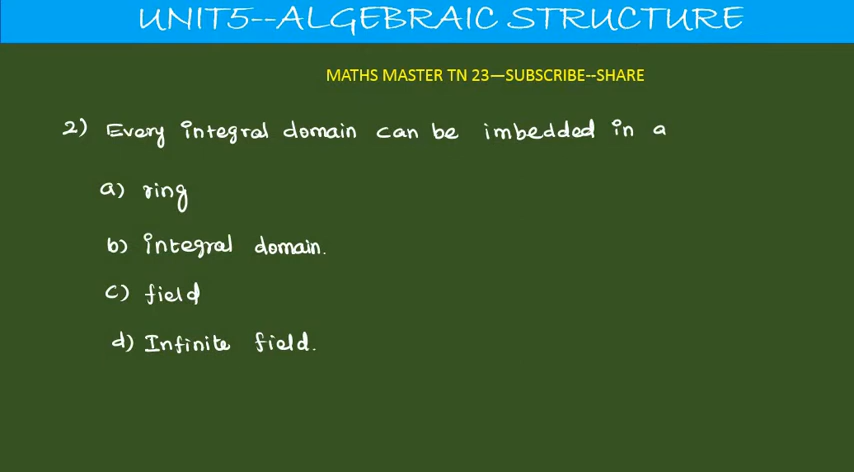 UNIT5--ALGEBRAIC STRUCTURE
MATHS MASTER TN 23—SUBSCRIBE--SHARE
2) Every integral domain can be imbedded in a
a) ring
b) integral domain.
c) field
d) Infinite field.